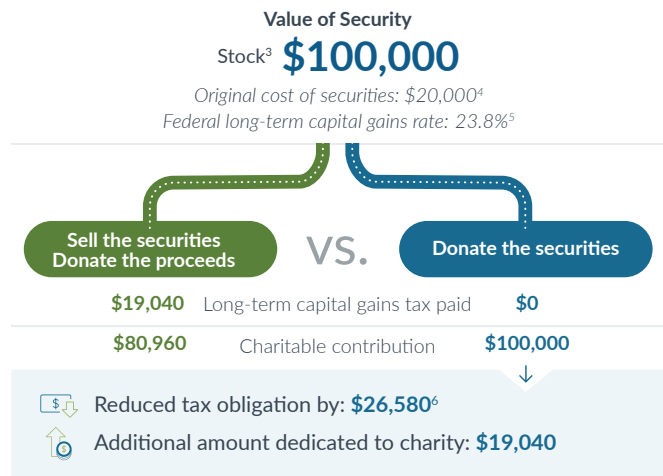 Value of Security
Stock³ $100,000
Original cost of securities: $20,000⁴
Federal long-term capital gains rate: 23.8%⁵
Sell the securities
Donate the proceeds
vs.
Donate the securities
$19,040 Long-term capital gains tax paid $0
$80,960 Charitable contribution $100,000
$ Reduced tax obligation by: $26,580⁶
$ Additional amount dedicated to charity: $19,040